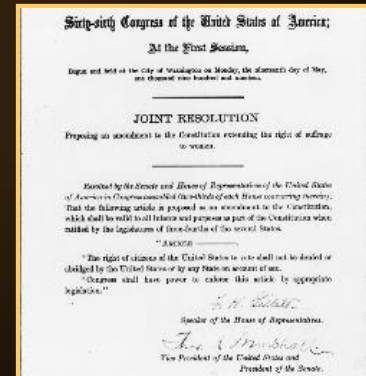 Sixty-sixth Congress of the United States of America;
At the First Session,
Begun and held at the City of Washington on Monday, the nineteenth day of May,
one thousand nine hundred and nineteen.
JOINT RESOLUTION
Proposing an amendment to the Constitution extending the right of suffrage
to women.
Resolved by the Senate and House of Representatives of the United States
of America in Congress assembled (two-thirds of each House concurring therein),
That the following article is proposed as an amendment to the Constitution,
which shall be valid to all intents and purposes as part of the Constitution when
ratified by the legislatures of three-fourths of the several States.
"ARTICLE ————.
"The right of citizens of the United States to vote shall not be denied or
abridged by the United States or by any State on account of sex.
"Congress shall have power to enforce this article by appropriate
legislation."
F. H. Gillett
Speaker of the House of Representatives.
Thos. R. Marshall
Vice President of the United States and
President of the Senate.